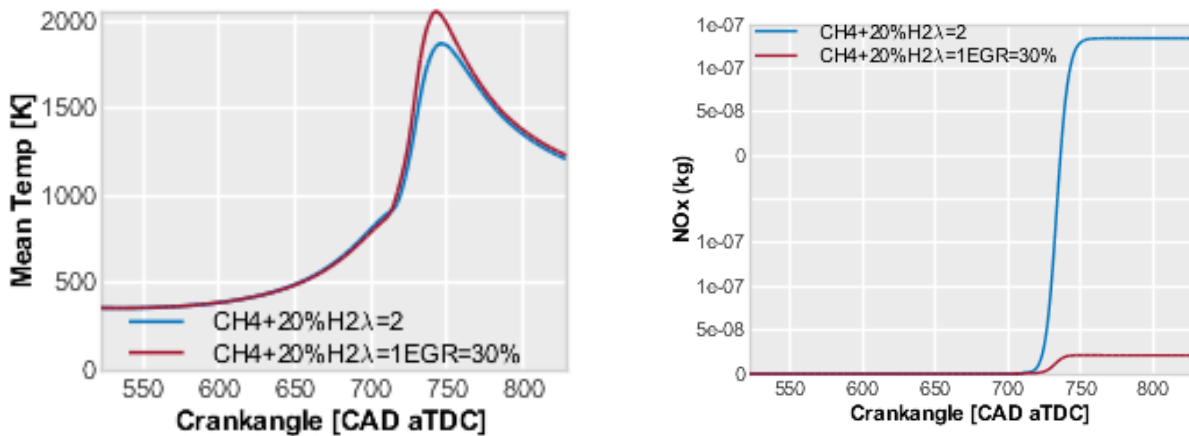 2000
1500
1000
500
0
Mean Temp [K]
CH4+20%H2λ=2
CH4+20%H2λ=1EGR=30%
550 600 650 700 750 800
Crankangle [CAD aTDC]
1e-07
1e-07
5e-08
0
1e-07
1e-07
5e-08
0
NOx (kg)
CH4+20%H2λ=2
CH4+20%H2λ=1EGR=30%
550 600 650 700 750 800
Crankangle [CAD aTDC]